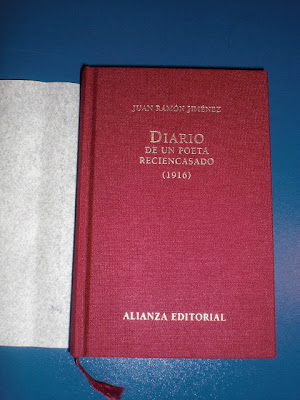 JUAN RAMÓN JIMÉNEZ
DIARIO
DE UN POETA
RECIENCASADO
(1916)
ALIANZA EDITORIAL